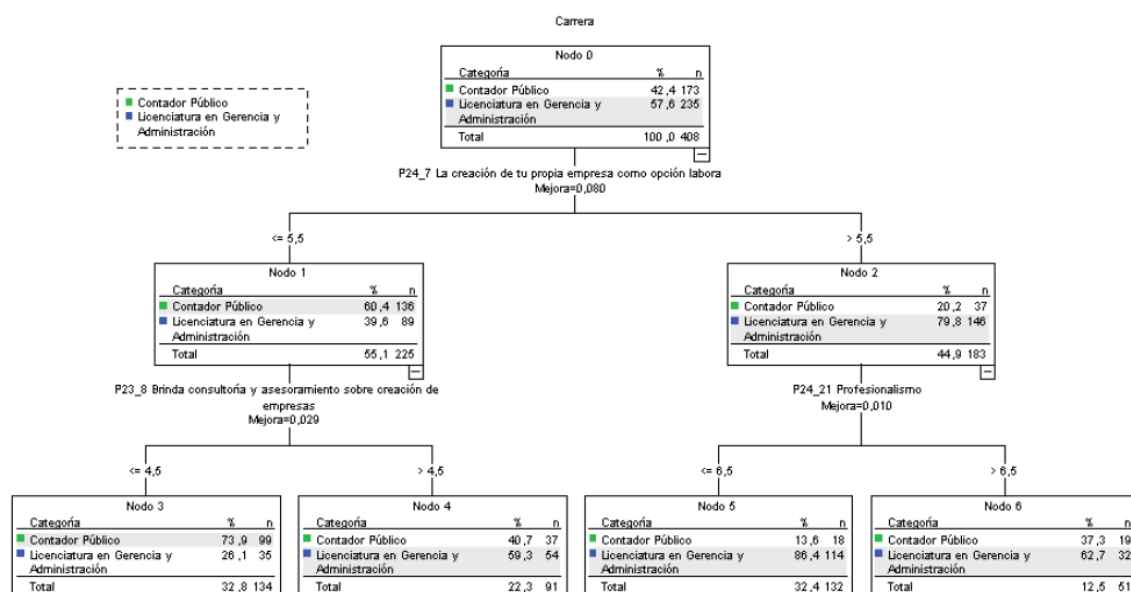 Carrera
Contador Público
Licenciatura en Gerencia y
Administración
Nodo 0
Categoría % n
Contador Público 42,4 173
Licenciatura en Gerencia y 57,6 235
Administración
Total 100,0 408
P24_7 La creación de tu propia empresa como opción labora
Mejora=0,080
<= 5,5
> 5,5
Nodo 1
Categoría % n
Contador Público 60,4 136
Licenciatura en Gerencia y 39,6 89
Administración
Total 55,1 225
Nodo 2
Categoría % n
Contador Público 20,2 37
Licenciatura en Gerencia y 79,8 146
Administración
Total 44,9 183
P23_8 Brinda consultoría y asesoramiento sobre creación de
empresas
Mejora=0,029
P24_21 Profesionalismo
Mejora=0,010
<= 4,5
> 4,5
<= 6,5
> 6,5
Nodo 3
Categoría % n
Contador Público 73,9 99
Licenciatura en Gerencia y 26,1 35
Administración
Total 32,8 134
Nodo 4
Categoría % n
Contador Público 40,7 37
Licenciatura en Gerencia y 59,3 54
Administración
Total 22,3 91
Nodo 5
Categoría % n
Contador Público 13,6 18
Licenciatura en Gerencia y 86,4 114
Administración
Total 32,4 132
Nodo 6
Categoría % n
Contador Público 37,3 19
Licenciatura en Gerencia y 62,7 32
Administración
Total 12,5 51